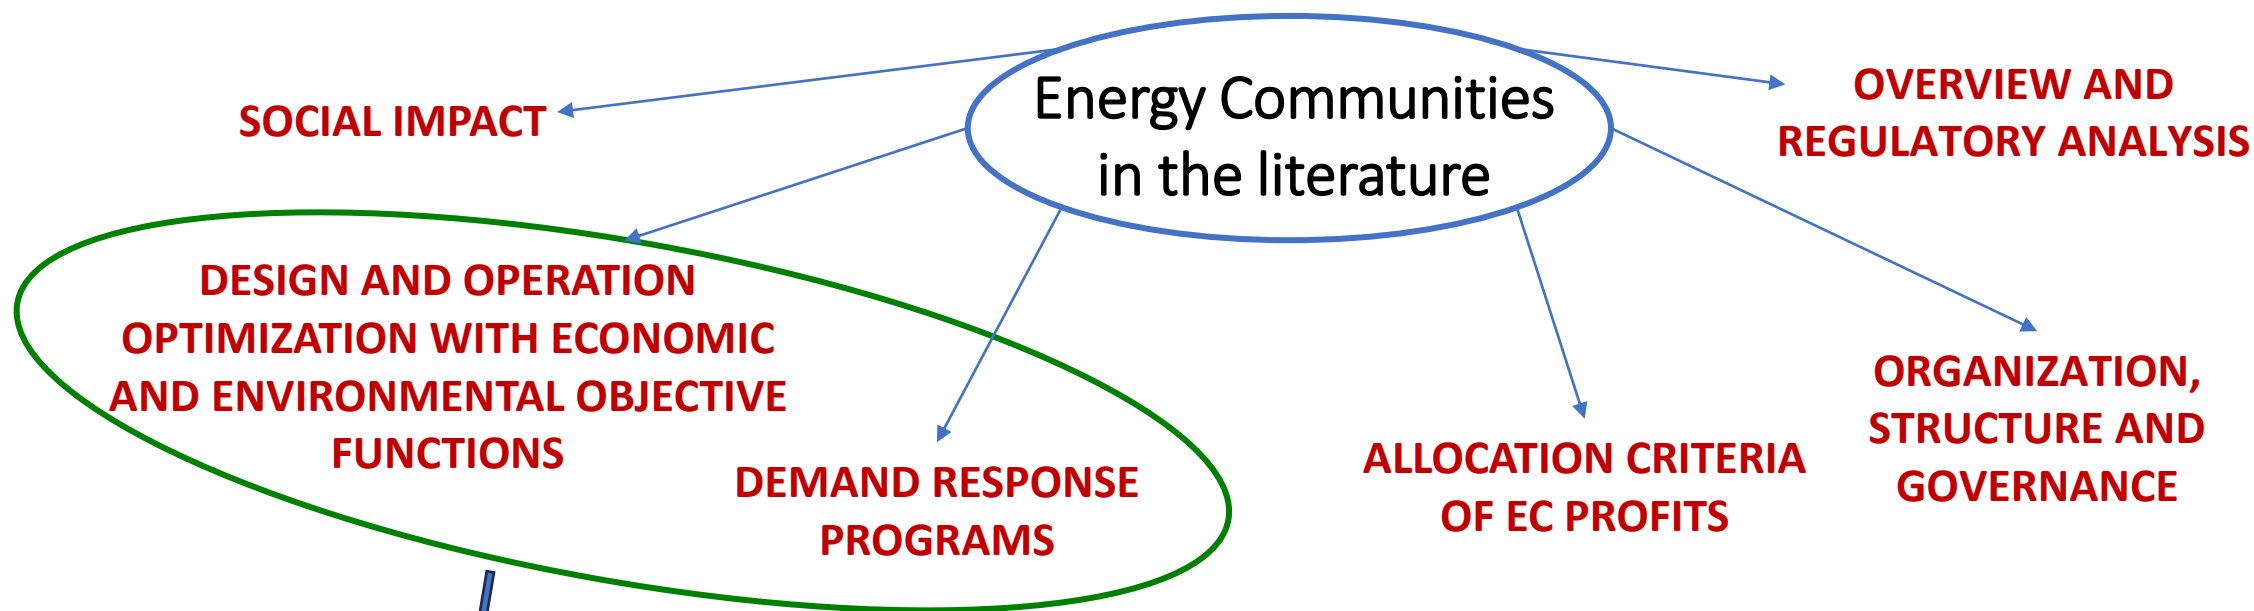 Energy Communities
in the literature
SOCIAL IMPACT
OVERVIEW AND
REGULATORY ANALYSIS
DESIGN AND OPERATION
OPTIMIZATION WITH ECONOMIC
AND ENVIRONMENTAL OBJECTIVE
FUNCTIONS
DEMAND RESPONSE
PROGRAMS
ALLOCATION CRITERIA
OF EC PROFITS
ORGANIZATION,
STRUCTURE AND
GOVERNANCE